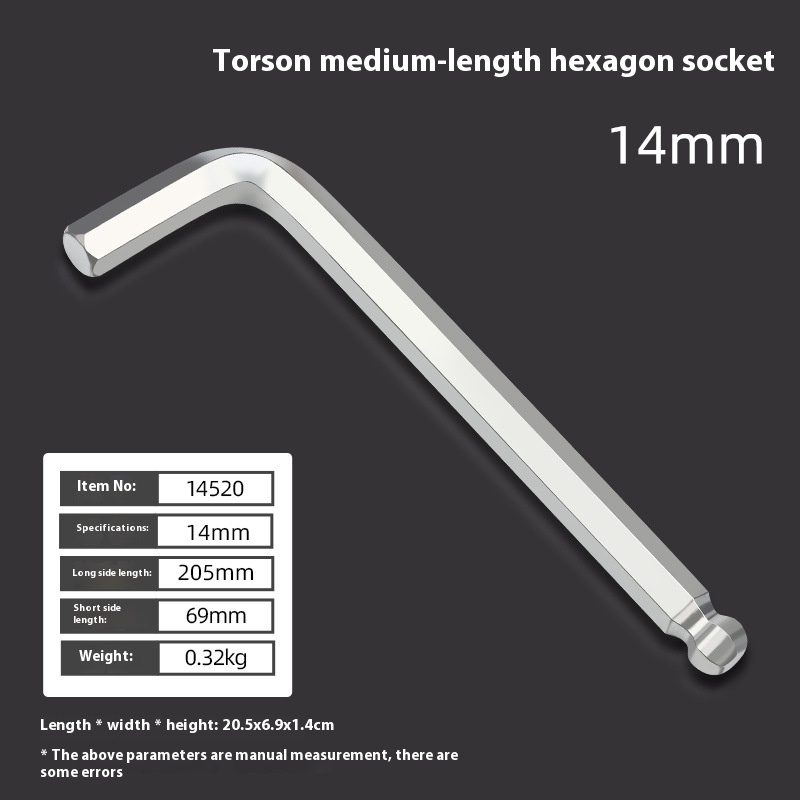 Torson medium-length hexagon socket
14mm
Item No: 14520
Specifications: 14mm
Long side length: 205mm
Short side
length: 69mm
Weight: 0.32kg
Length * width * height: 20.5x6.9x1.4cm
* The above parameters are manual measurement, there are
some errors